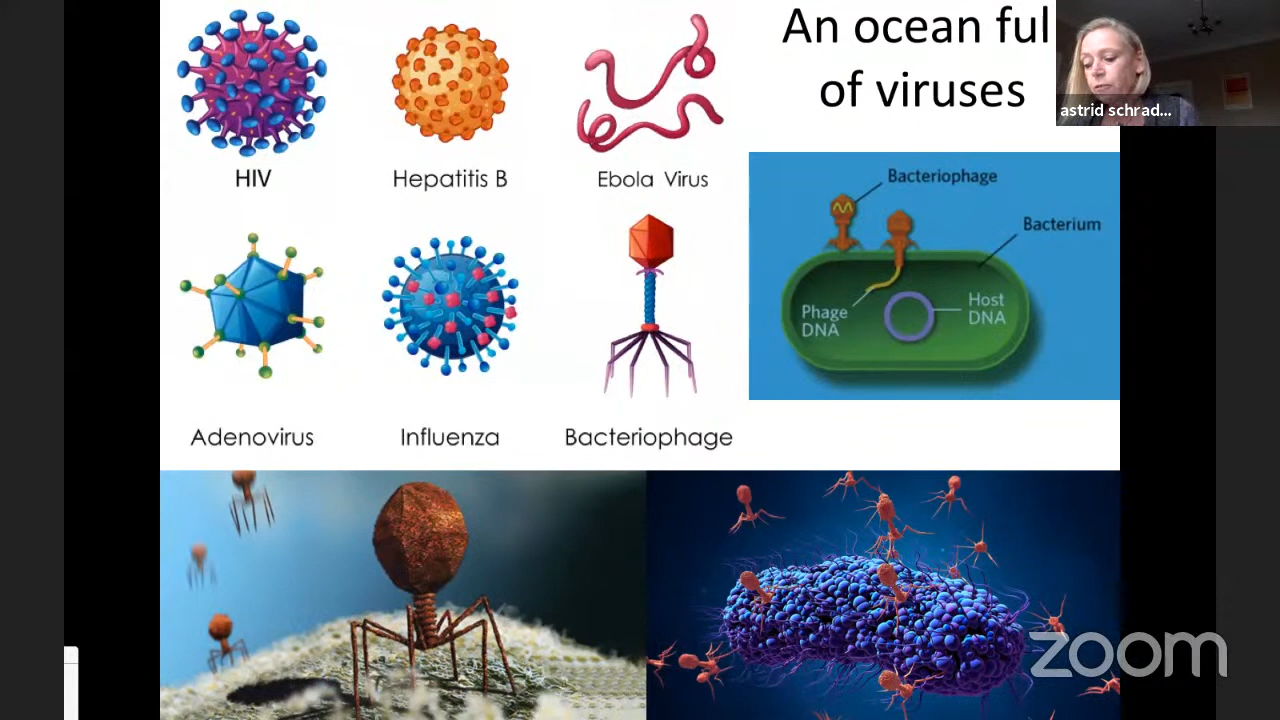 An ocean ful
of viruses
astrid schrad...
HIV
Hepatitis B
Ebola Virus
Bacteriophage
Bacterium
Phage
DNA
Host
DNA
Adenovirus
Influenza
Bacteriophage
zoom